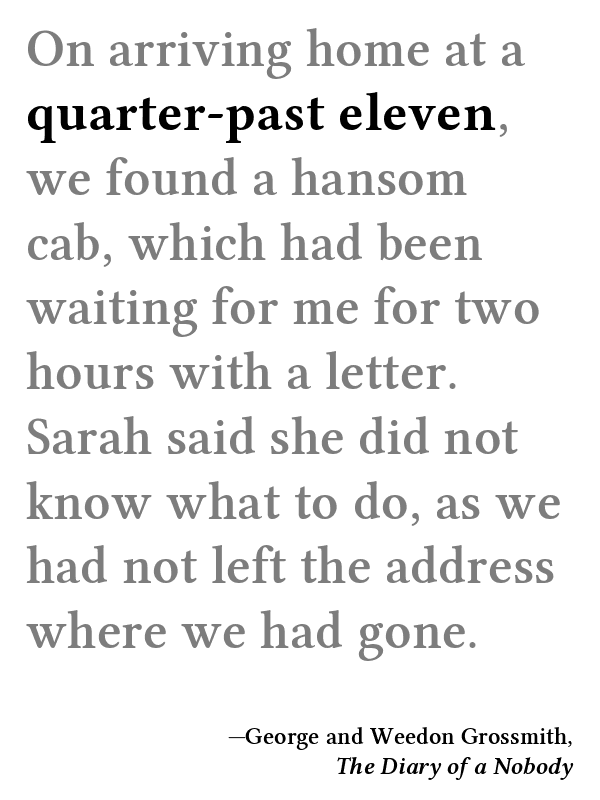 On arriving home at a
quarter-past eleven,
we found a hansom
cab, which had been
waiting for me for two
hours with a letter.
Sarah said she did not
know what to do, as we
had not left the address
where we had gone.
—George and Weedon Grossmith,
The Diary of a Nobody